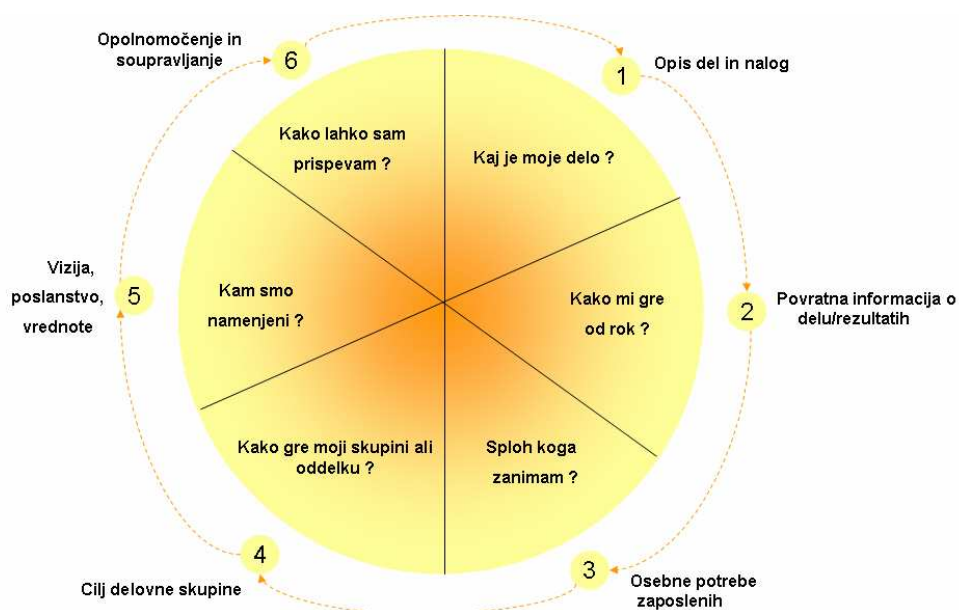 Opolnomočenje in
soupravljanje
6
1
Opis del in nalog
Kako lahko sam
prispevam ?
Kaj je moje delo ?
Vizija,
poslanstvo,
vrednote
5
Kam smo
namenjeni ?
Kako mi gre
od rok ?
2
Povratna informacija o
delu/rezultatih
Kako gre moji skupini ali
oddelku ?
Sploh koga
zanimam ?
4
Cilj delovne skupine
3
Osebne potrebe
zaposlenih